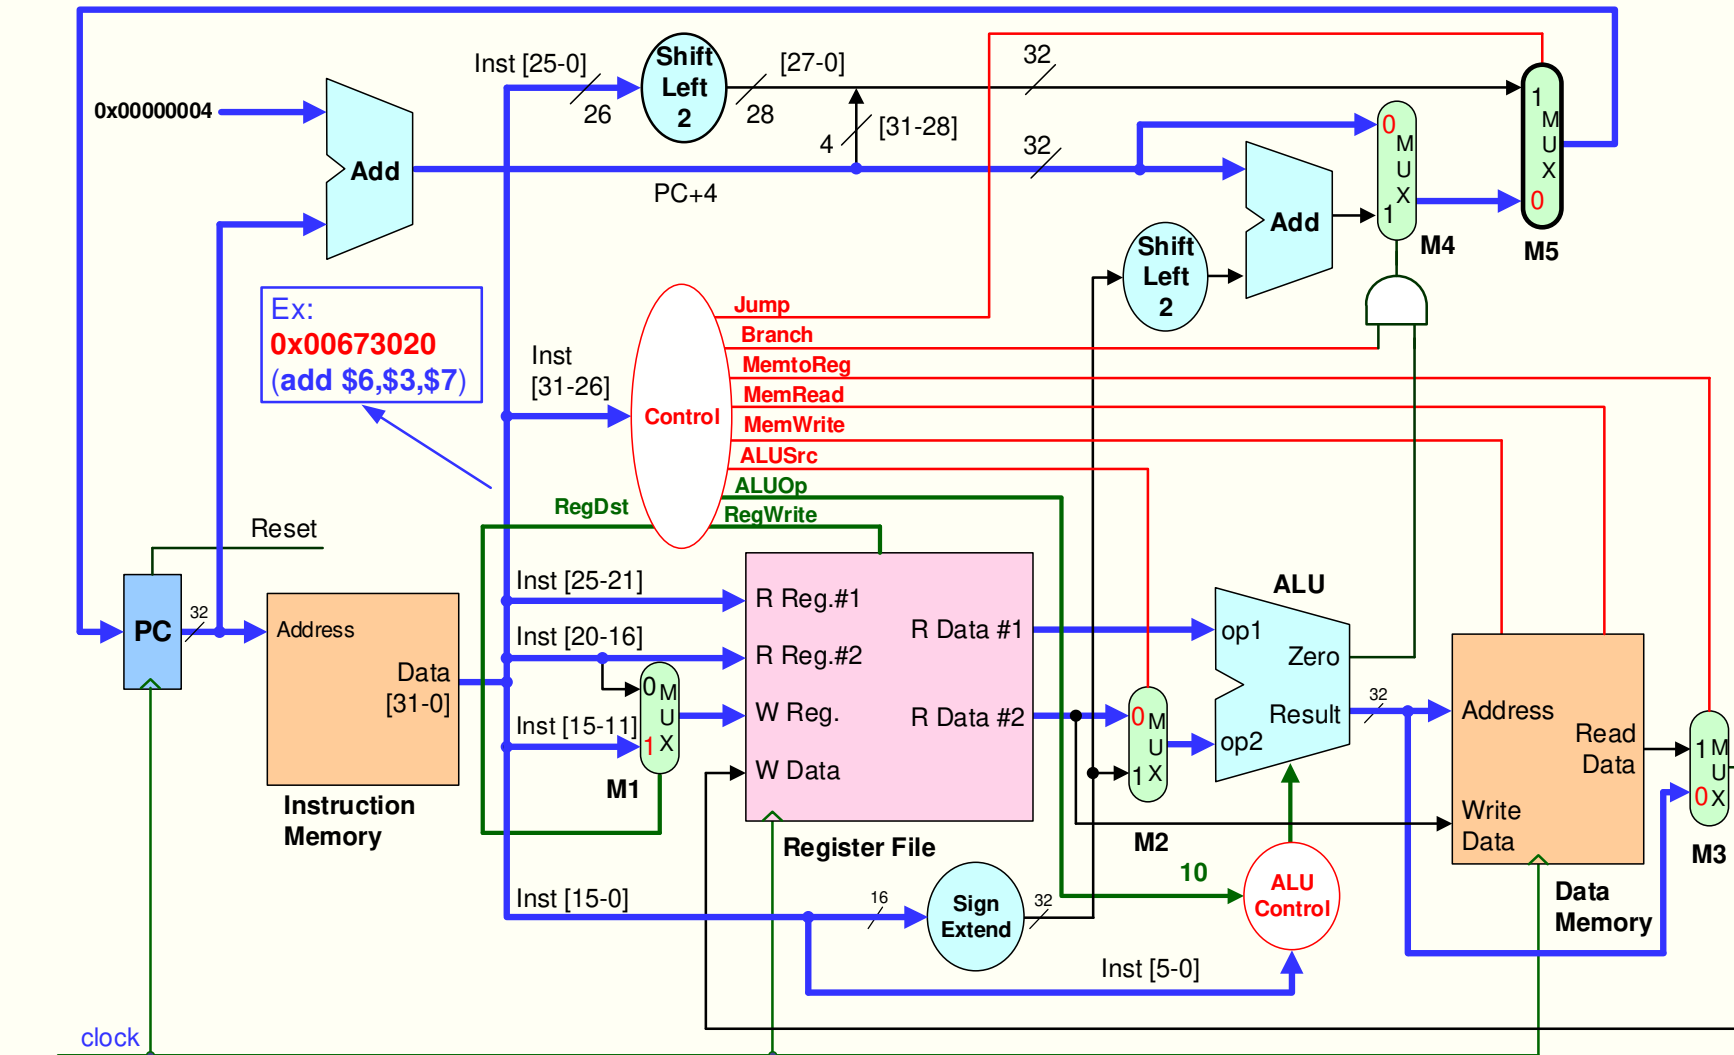 Inst [25-0]
26
Shift
Left
2
28
[27-0]
4
[31-28]
32
0x00000004
Add
PC+4
32
Add
Shift
Left
2
0
M
U
X
1
M4
1
M
U
X
0
M5
Ex:
0x00673020
(add $6,$3,$7)
Inst
[31-26]
Control
Jump
Branch
MemtoReg
MemRead
MemWrite
ALUSrc
ALUOp
RegWrite
RegDst
Reset
PC
32
Address
Data
[31-0]
Instruction
Memory
Inst [25-21]
Inst [20-16]
Inst [15-11]
0
M
U
1
X
M1
R Reg.#1
R Reg.#2
W Reg.
W Data
R Data #1
R Data #2
Register File
0
M
U
1
X
M2
ALU
op1
Zero
Result
op2
32
Address
Read
Data
Write
Data
Data
Memory
1
M
U
0
X
M3
Inst [15-0]
16
Sign
Extend
32
10
ALU
Control
Inst [5-0]
clock